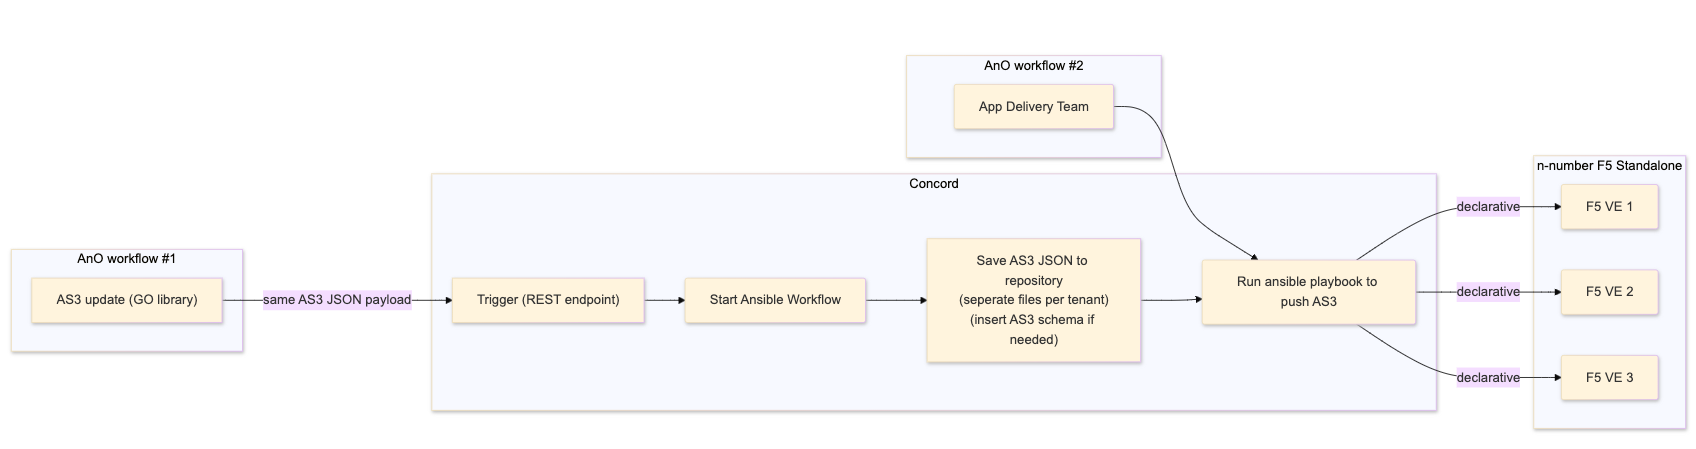 AnO workflow #2
App Delivery Team
n-number F5 Standalone
Concord
declarative
F5 VE 1
AnO workflow #1
AS3 update (GO library)
same AS3 JSON payload
Trigger (REST endpoint)
Start Ansible Workflow
Save AS3 JSON to
repository
(seperate files per tenant)
(insert AS3 schema if
needed)
Run ansible playbook to
push AS3
declarative
F5 VE 2
declarative
F5 VE 3